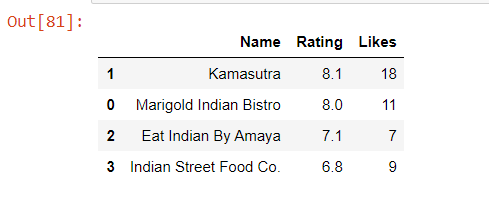 Out[81]:
Name Rating Likes
1 Kamasutra 8.1 18
0 Marigold Indian Bistro 8.0 11
2 Eat Indian By Amaya 7.1 7
3 Indian Street Food Co. 6.8 9